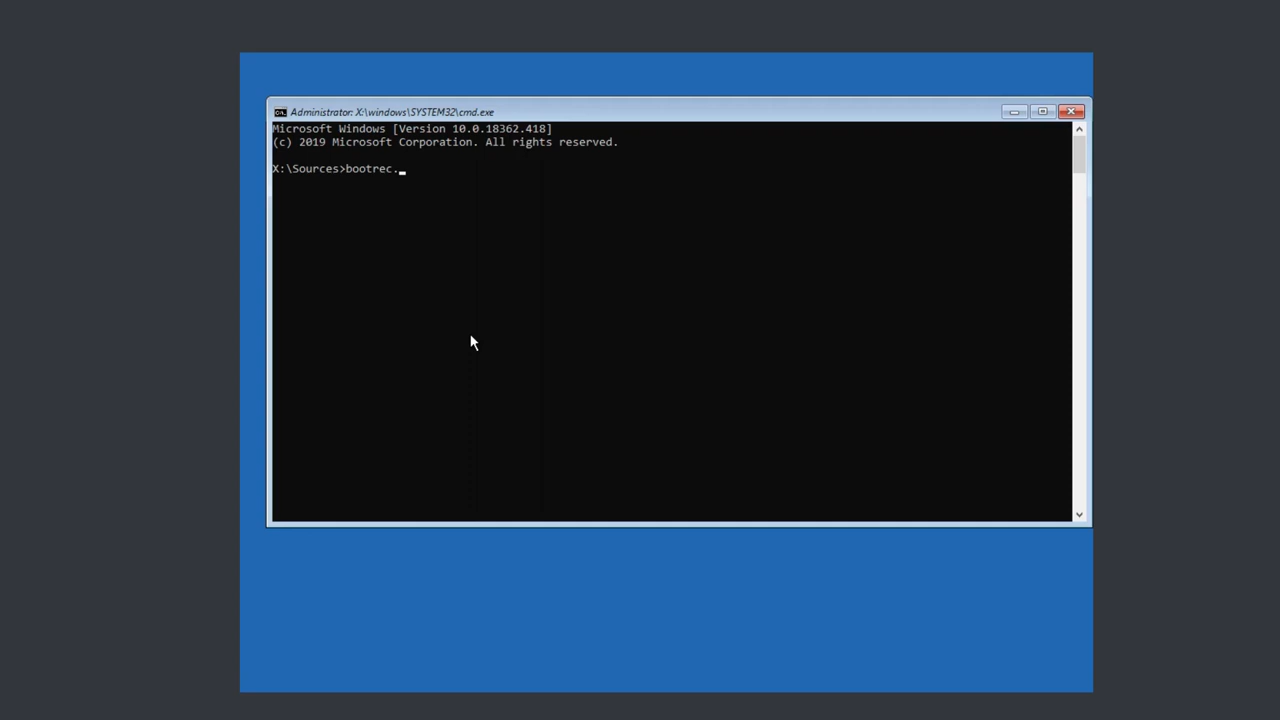 Administrator: X:\windows\SYSTEM32\cmd.exe
Microsoft Windows [Version 10.0.18362.418]
(c) 2019 Microsoft Corporation. All rights reserved.
X:\Sources>bootrec._